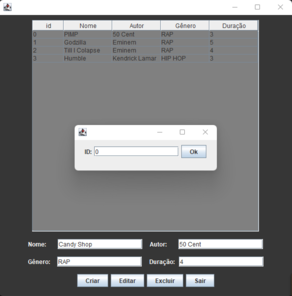 id Nome Autor Gênero Duração
0 PIMP 50 Cent RAP 3
1 Godzilla Eminem RAP 5
2 Till I Colapse Eminem RAP 4
3 Humble Kendrick Lamar HIP HOP 3
ID: 0 Ok
Nome: Candy Shop Autor: 50 Cent
Gênero: RAP Duração: 4
Criar Editar Excluir Sair